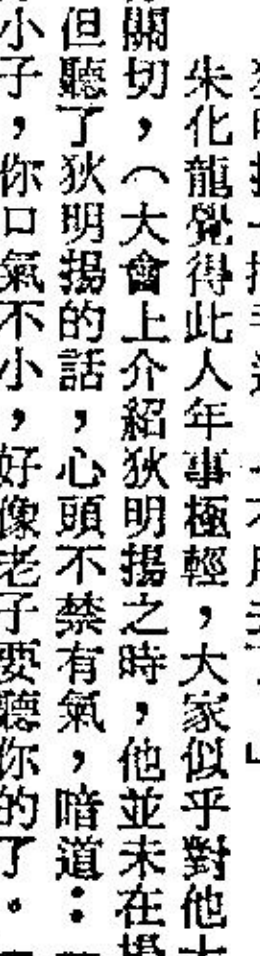 朱化龍覺得此人年事極輕，大家似乎對他
關切，（大會上介紹狄明揚之時，他並未在場
但聽了狄明揚的話，心頭不禁有氣，暗道：
小子，你口氣不小，好像老子要聽你的了。